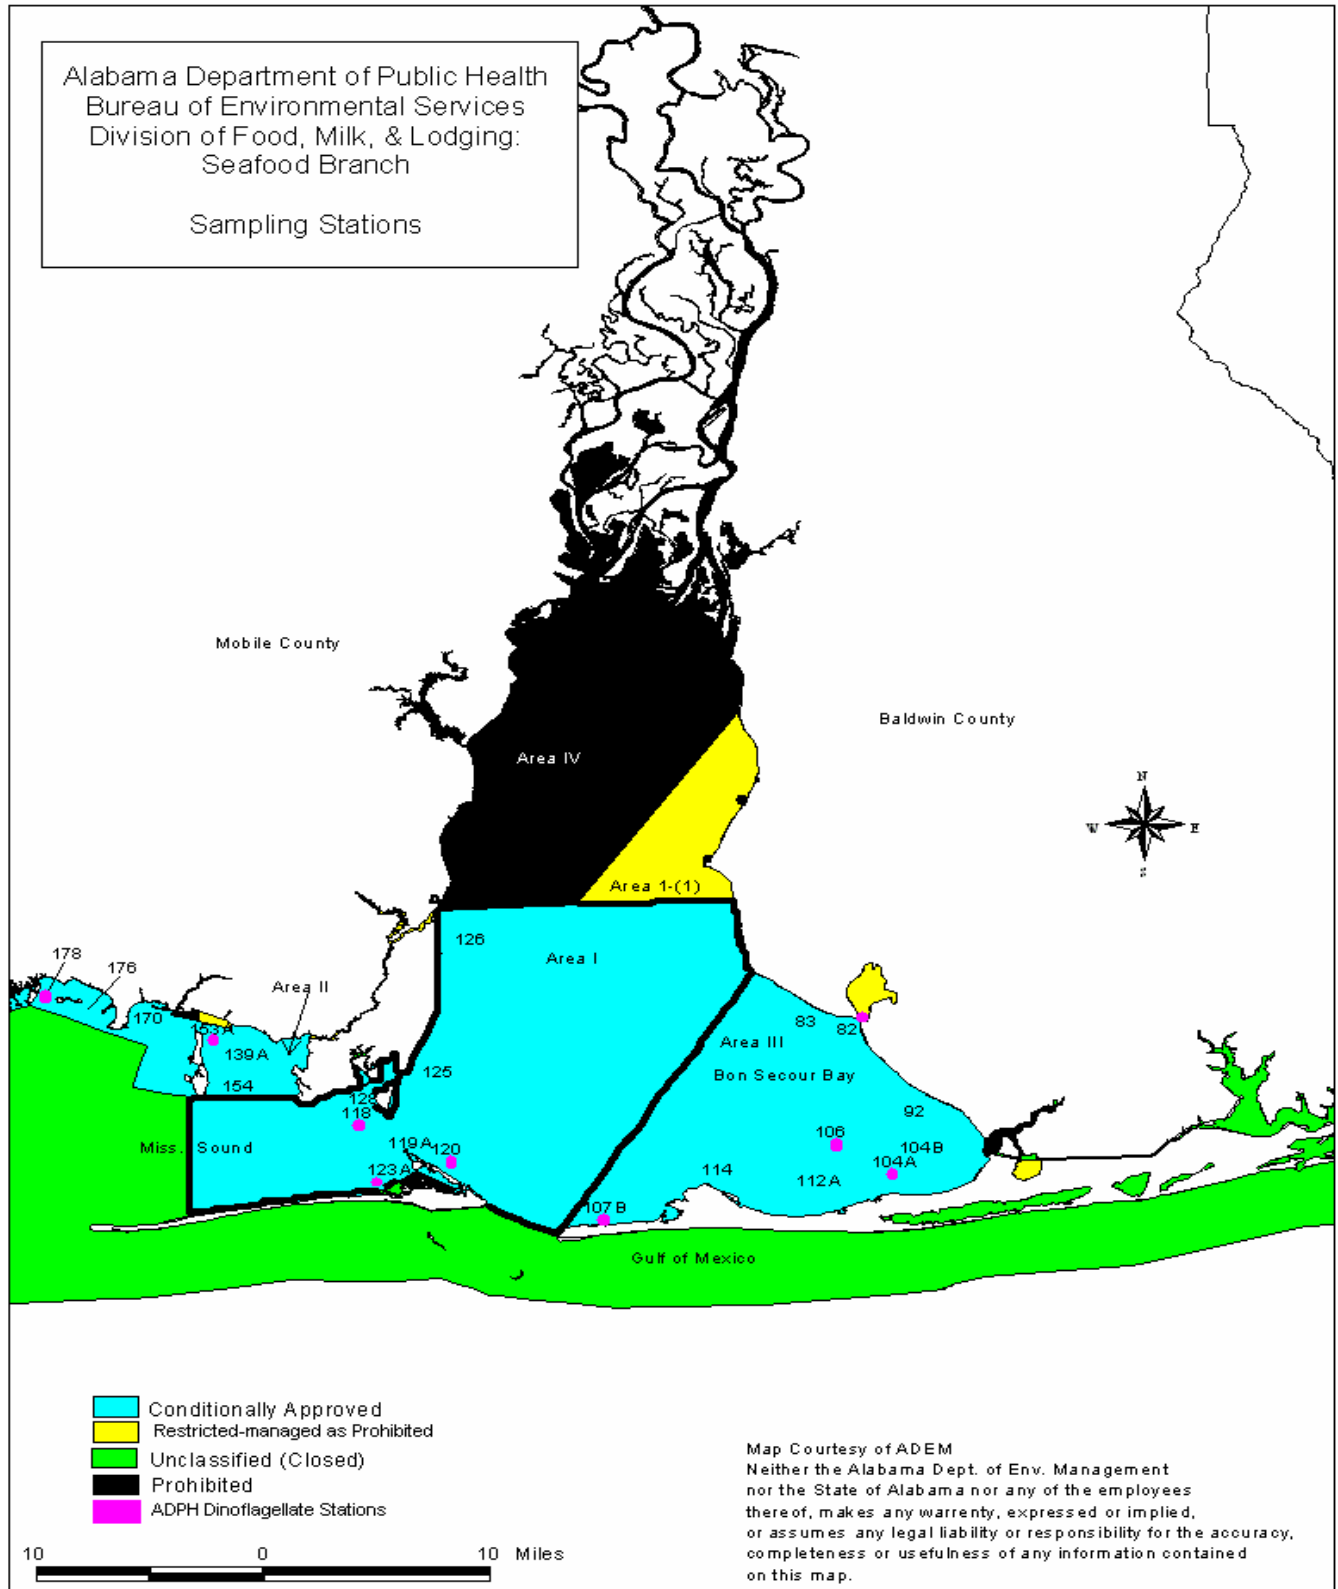 Alabama Department of Public Health
Bureau of Environmental Services
Division of Food, Milk, & Lodging:
Seafood Branch
Sampling Stations
Mobile County
Baldwin County
Area IV
N
W
E
S
Area 1-(1)
126
Area I
178
176
Area II
170
153A
139A
154
83
82
Area III
Bon Secour Bay
125
128
118
92
106
104B
104A
112A
114
Miss. Sound
119A
120
123A
107B
Gulf of Mexico
Conditionally Approved
Restricted-managed as Prohibited
Unclassified (Closed)
Prohibited
ADPH Dinoflagellate Stations
10 0 10 Miles
Map Courtesy of ADEM
Neither the Alabama Dept. of Env. Management
nor the State of Alabama nor any of the employees
thereof, makes any warrenty, expressed or implied,
or assumes any legal liability or responsibility for the accuracy,
completeness or usefulness of any information contained
on this map.